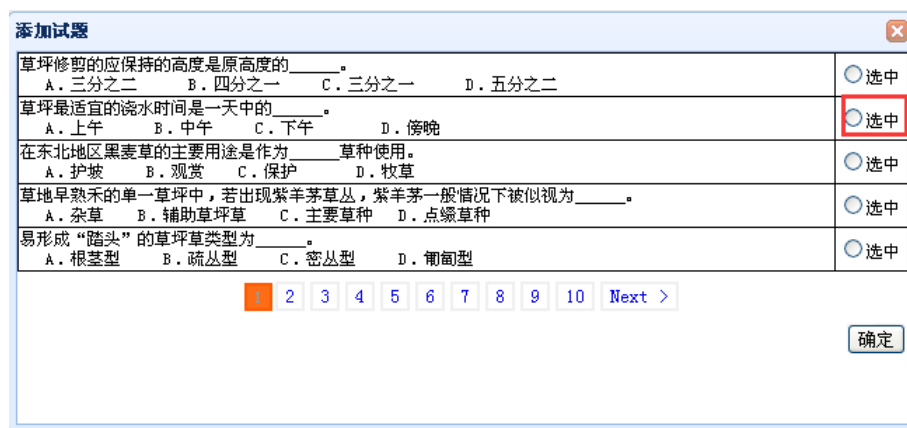 添加试题
草坪修剪的应保持的高度是原高度的_____。
A．三分之二 B．四分之一 C．三分之一 D．五分之二
选中
草坪最适宜的浇水时间是一天中的_____。
A．上午 B．中午 C．下午 D．傍晚
选中
在东北地区黑麦草的主要用途是作为_____草种使用。
A．护坡 B．观赏 C．保护 D．牧草
选中
草地早熟禾的单一草坪中，若出现紫羊茅草丛，紫羊茅一般情况下被似视为_____。
A．杂草 B．辅助草坪草 C．主要草种 D．点缀草种
选中
易形成“踏头”的草坪草类型为_____。
A．根茎型 B．疏丛型 C．密丛型 D．匍匐型
选中
1 2 3 4 5 6 7 8 9 10 Next >
确定